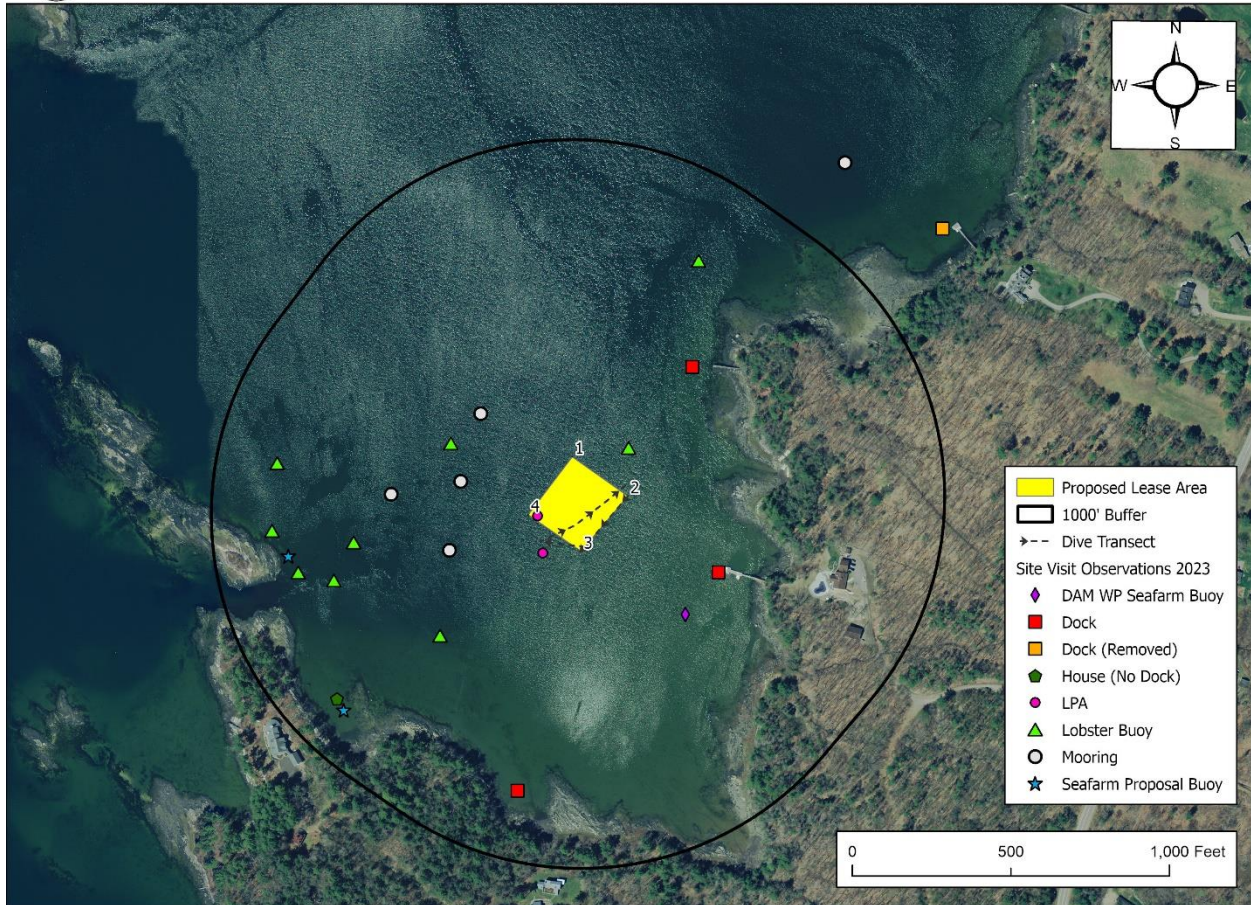 N
W E
S
1
2
4
3
Proposed Lease Area
1000' Buffer
Dive Transect
Site Visit Observations 2023
DAM WP Seafarm Buoy
Dock
Dock (Removed)
House (No Dock)
LPA
Lobster Buoy
Mooring
Seafarm Proposal Buoy
0 500 1,000 Feet